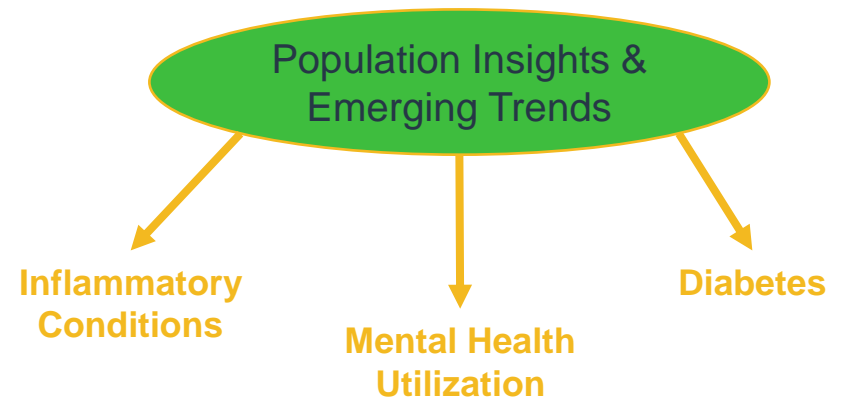 Population Insights &
Emerging Trends
Inflammatory
Conditions
Mental Health
Utilization
Diabetes